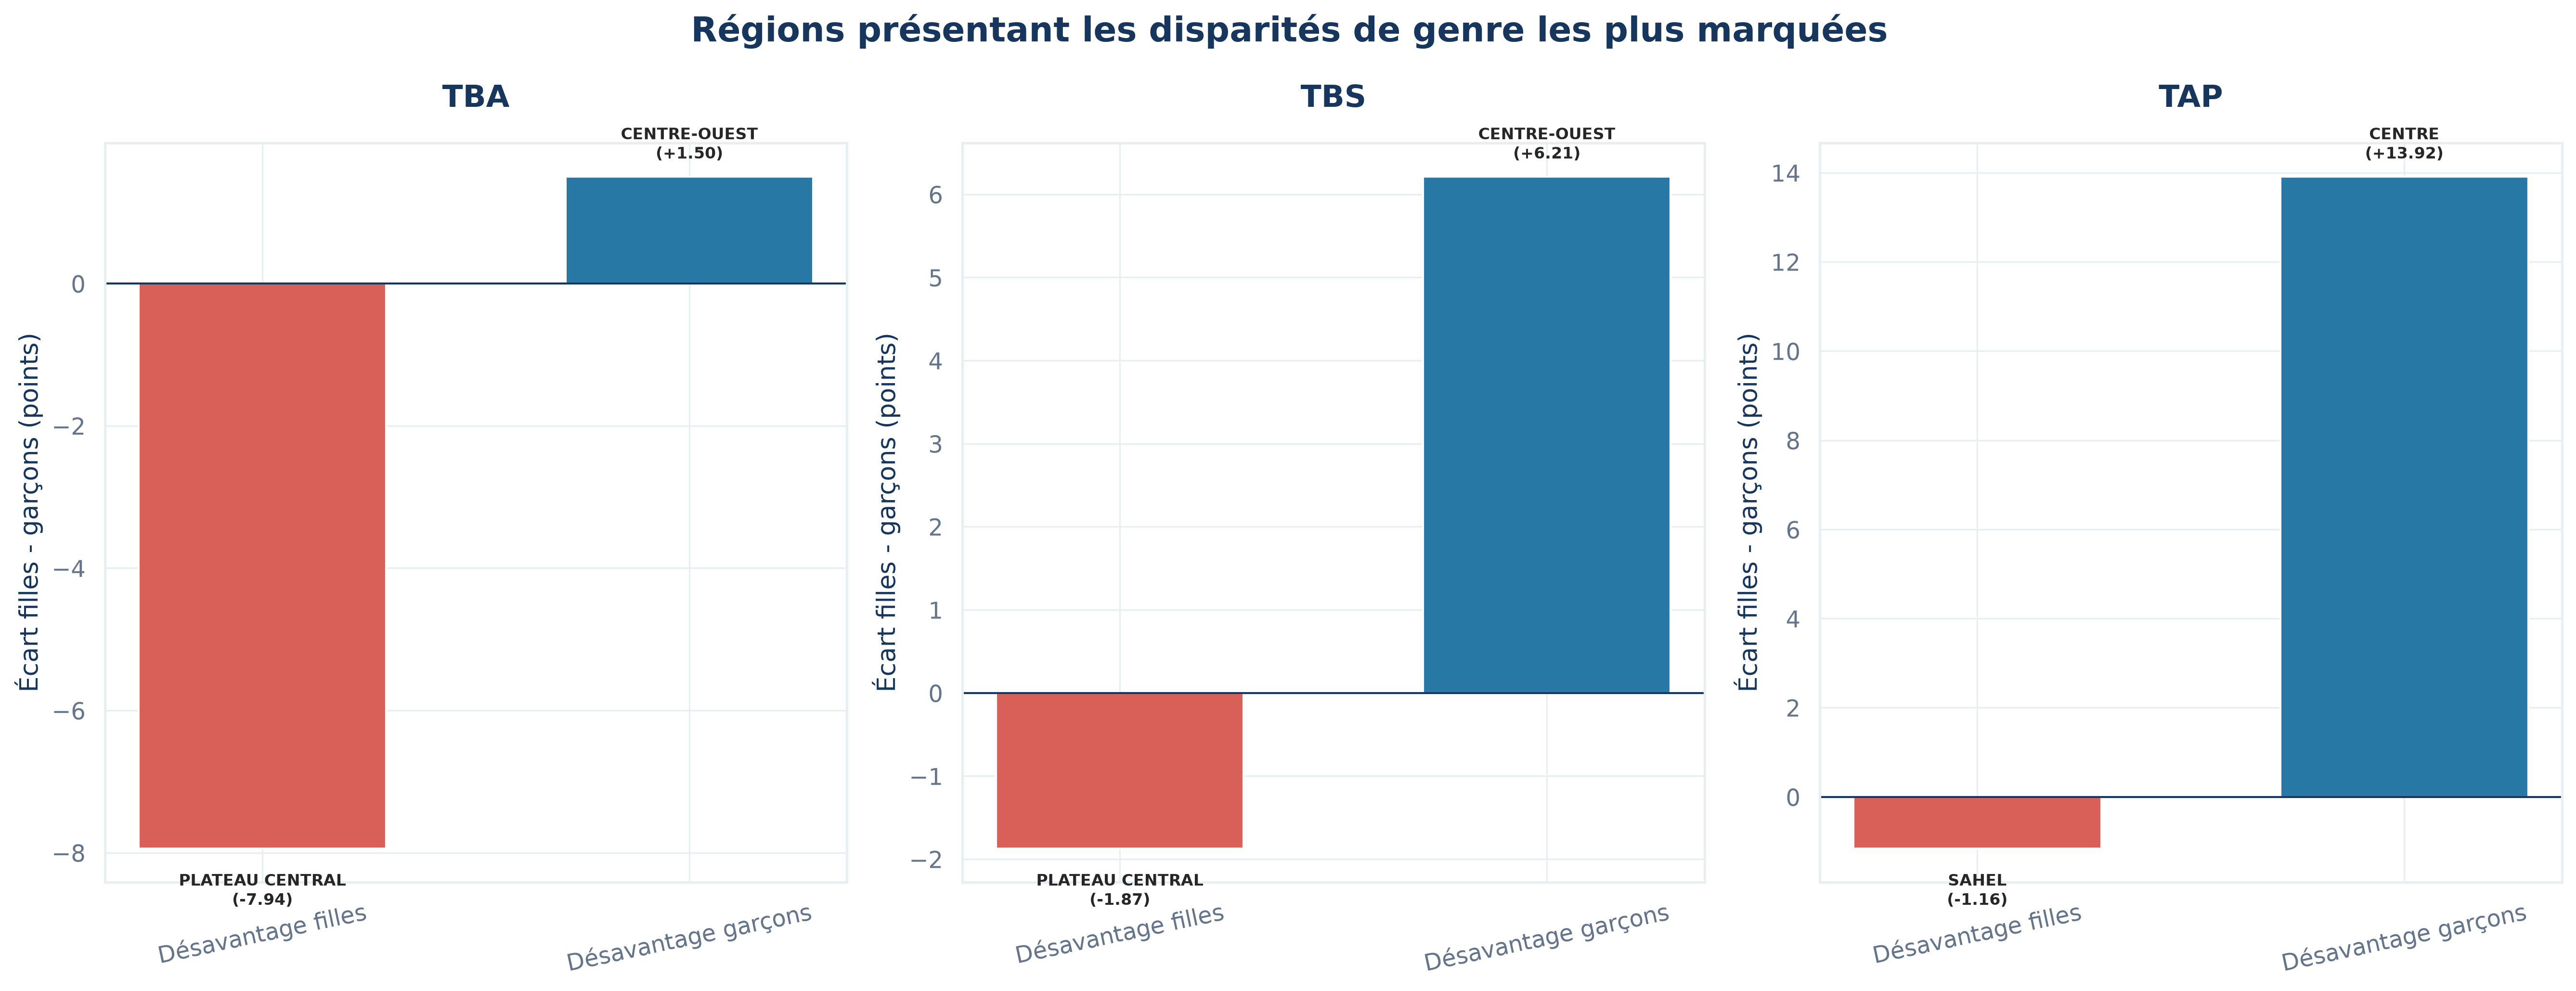 Régions présentant les disparités de genre les plus marquées
TBA
CENTRE-OUEST
(+1.50)
0
−2
−4
−6
−8
Écart filles - garçons (points)
PLATEAU CENTRAL
(-7.94)
Désavantage filles
Désavantage garçons
TBS
CENTRE-OUEST
(+6.21)
6
5
4
3
2
1
0
−1
−2
Écart filles - garçons (points)
PLATEAU CENTRAL
(-1.87)
Désavantage filles
Désavantage garçons
TAP
CENTRE
(+13.92)
14
12
10
8
6
4
2
0
Écart filles - garçons (points)
SAHEL
(-1.16)
Désavantage filles
Désavantage garçons